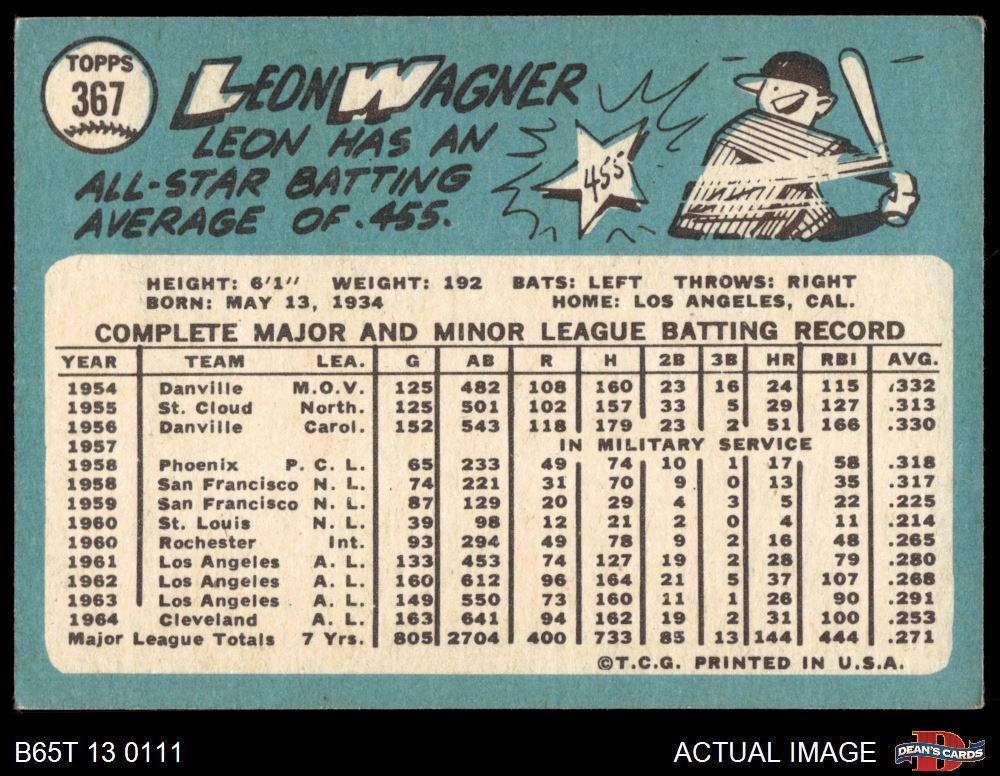 TOPPS
367
LEON WAGNER
LEON HAS AN
ALL-STAR BATTING
AVERAGE OF .455.
455
HEIGHT: 6'1" WEIGHT: 192 BATS: LEFT THROWS: RIGHT
BORN: MAY 13, 1934 HOME: LOS ANGELES, CAL.
COMPLETE MAJOR AND MINOR LEAGUE BATTING RECORD
YEAR TEAM LEA. G AB R H 2B 3B HR RBI AVG.
1954 Danville M.O.V. 125 482 108 160 23 16 24 115 .332
1955 St. Cloud North. 125 501 102 157 33 5 29 127 .313
1956 Danville Carol. 152 543 118 179 23 2 51 166 .330
1957 IN MILITARY SERVICE
1958 Phoenix P. C. L. 65 233 49 74 10 1 17 58 .318
1958 San Francisco N. L. 74 221 31 70 9 0 13 35 .317
1959 San Francisco N. L. 87 129 20 29 4 3 5 22 .225
1960 St. Louis N. L. 39 98 12 21 2 0 4 11 .214
1960 Rochester Int. 93 294 49 78 9 2 16 48 .265
1961 Los Angeles A. L. 133 453 74 127 19 2 28 79 .280
1962 Los Angeles A. L. 160 612 96 164 21 5 37 107 .268
1963 Los Angeles A. L. 149 550 73 160 11 1 26 90 .291
1964 Cleveland A. L. 163 641 94 162 19 2 31 100 .253
Major League Totals 7 Yrs. 805 2704 400 733 85 13 144 444 .271
©T.C.G. PRINTED IN U.S.A.
B65T 13 0111 ACTUAL IMAGE
DEAN'S CARDS